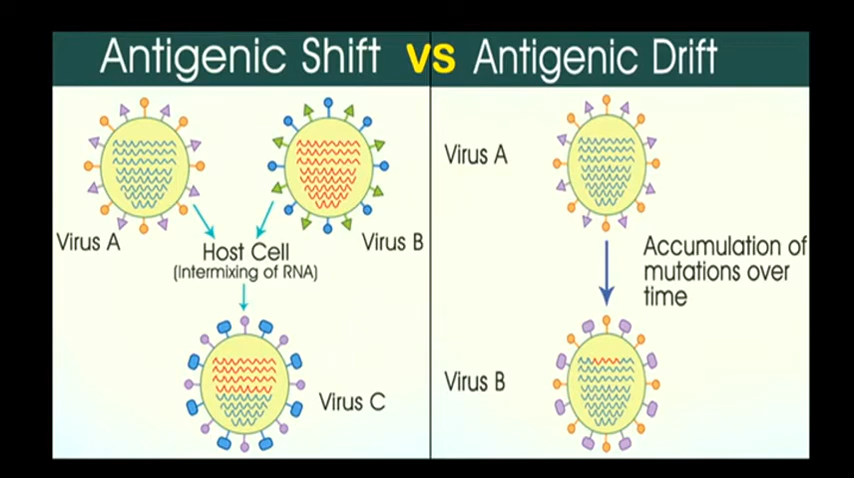 Antigenic Shift vs Antigenic Drift
Virus A
Virus B
Host Cell
(Intermixing of RNA)
Virus C
Virus A
Accumulation of
mutations over
time
Virus B